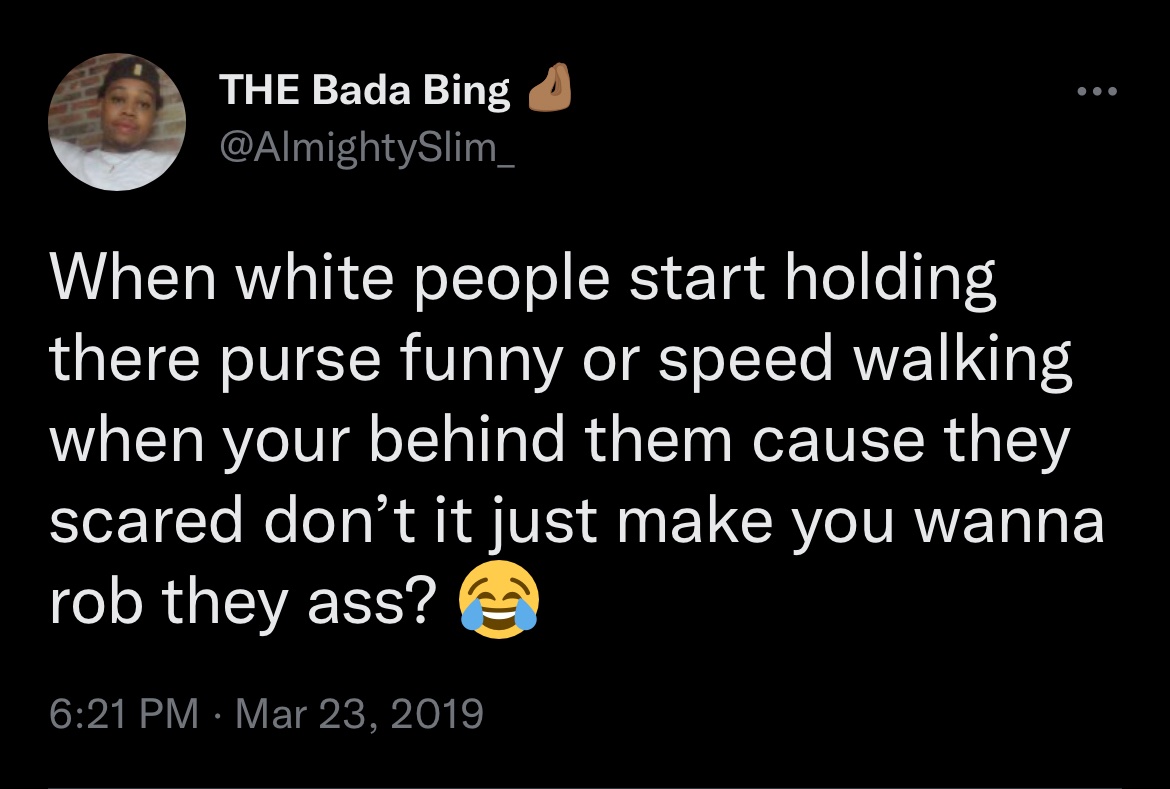 THE Bada Bing 🤌🏽
@AlmightySlim_
When white people start holding
there purse funny or speed walking
when your behind them cause they
scared don’t it just make you wanna
rob they ass? 😂
6:21 PM · Mar 23, 2019